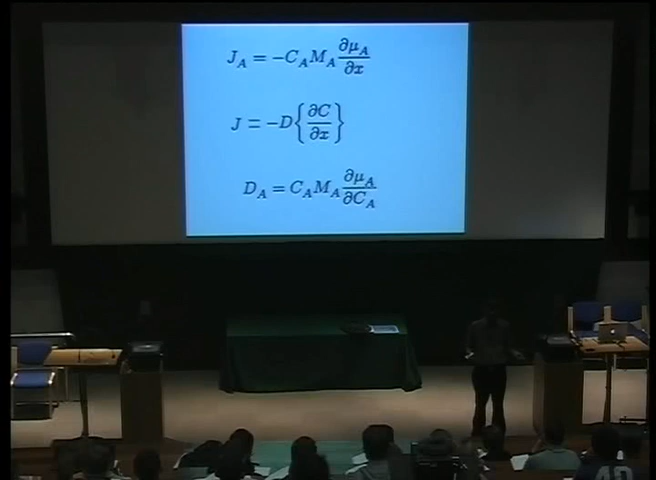 J_A = -C_A M_A ∂μ_A/∂x
J = -D{∂C/∂x}
D_A = C_A M_A ∂μ_A/∂C_A